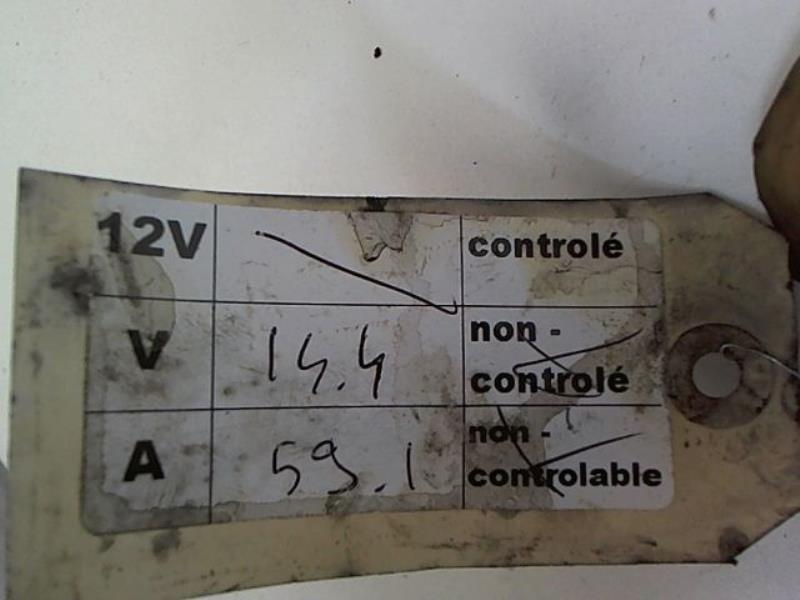 12V controlé
V 14.4 non -
controlé
A 59.1 non -
controlable